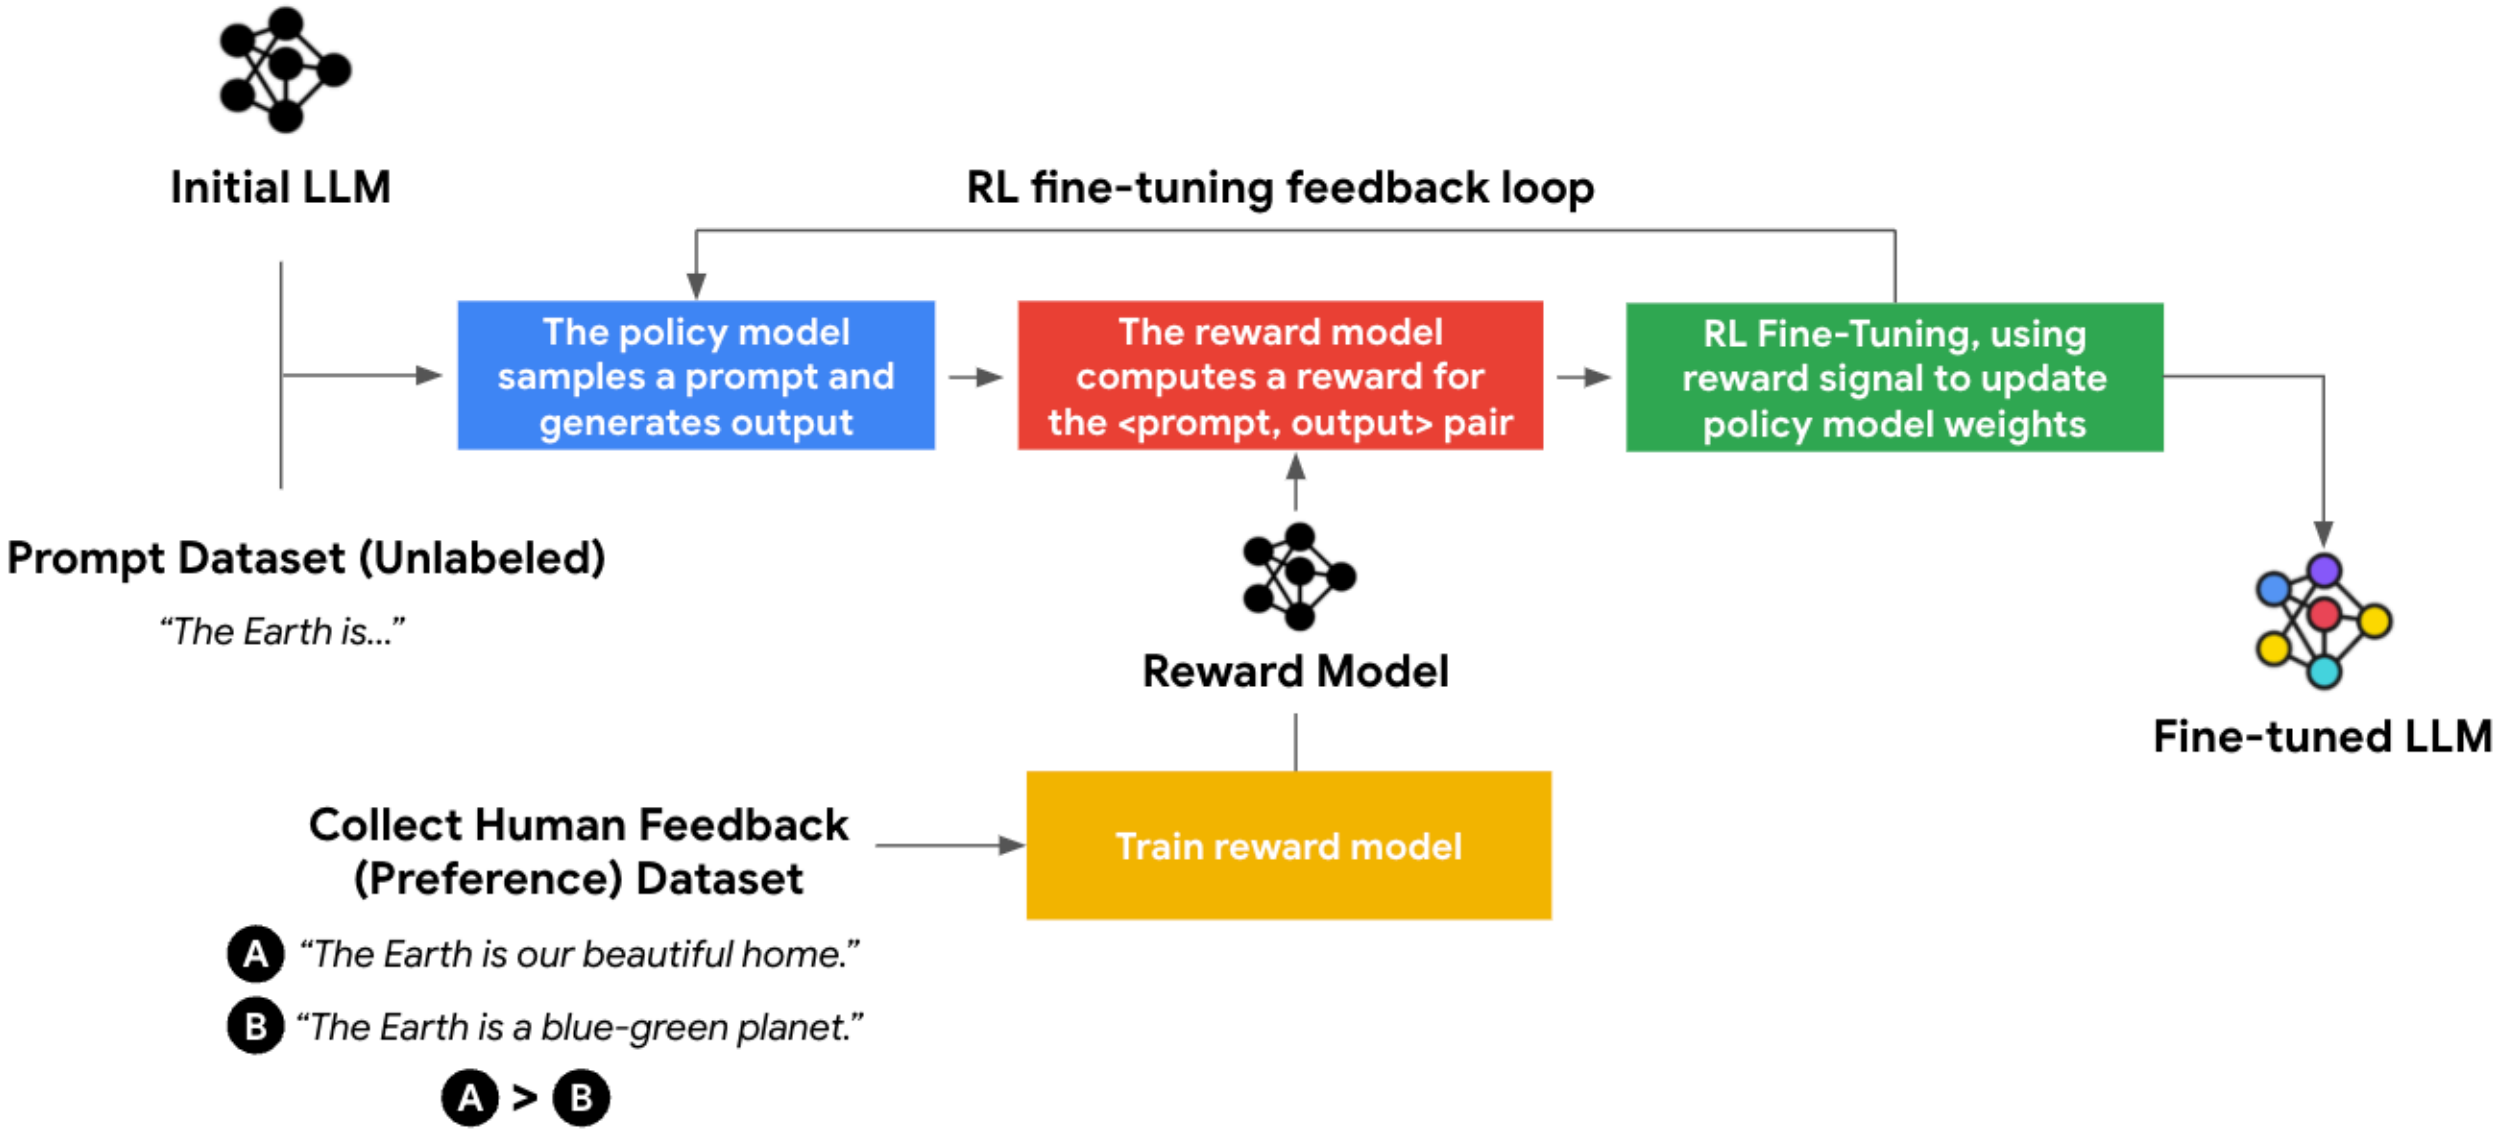 Initial LLM
RL fine-tuning feedback loop
The policy model
samples a prompt and
generates output
The reward model
computes a reward for
the <prompt, output> pair
RL Fine-Tuning, using
reward signal to update
policy model weights
Prompt Dataset (Unlabeled)
“The Earth is...”
Reward Model
Fine-tuned LLM
Collect Human Feedback
(Preference) Dataset
Train reward model
A “The Earth is our beautiful home.”
B “The Earth is a blue-green planet.”
A > B